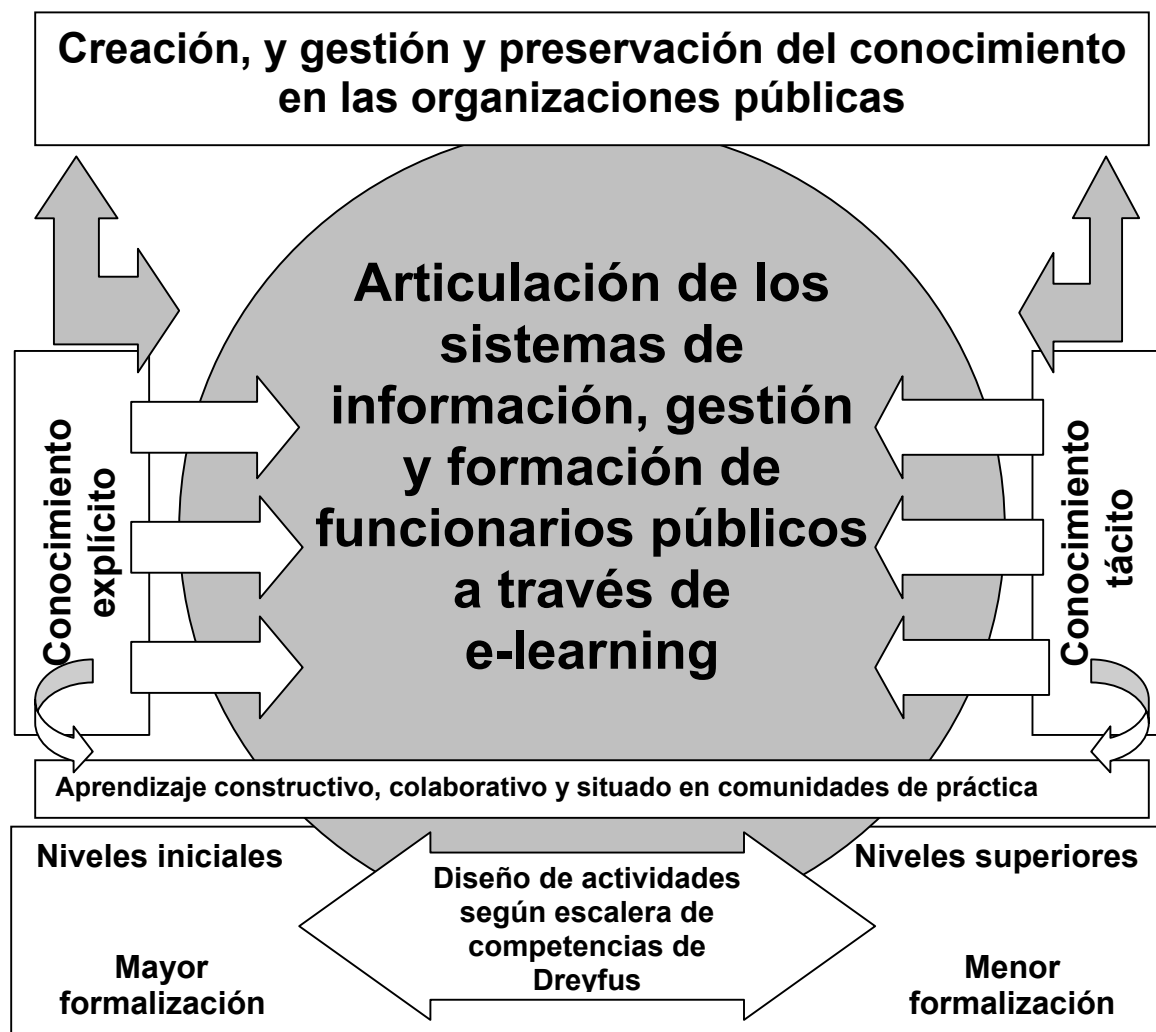 Creación, y gestión y preservación del conocimiento
en las organizaciones públicas
Articulación de los
sistemas de
información, gestión
y formación de
funcionarios públicos
a través de
e-learning
Conocimiento
explícito
Conocimiento
tácito
Aprendizaje constructivo, colaborativo y situado en comunidades de práctica
Niveles iniciales
Mayor
formalización
Diseño de actividades
según escalera de
competencias de
Dreyfus
Niveles superiores
Menor
formalización